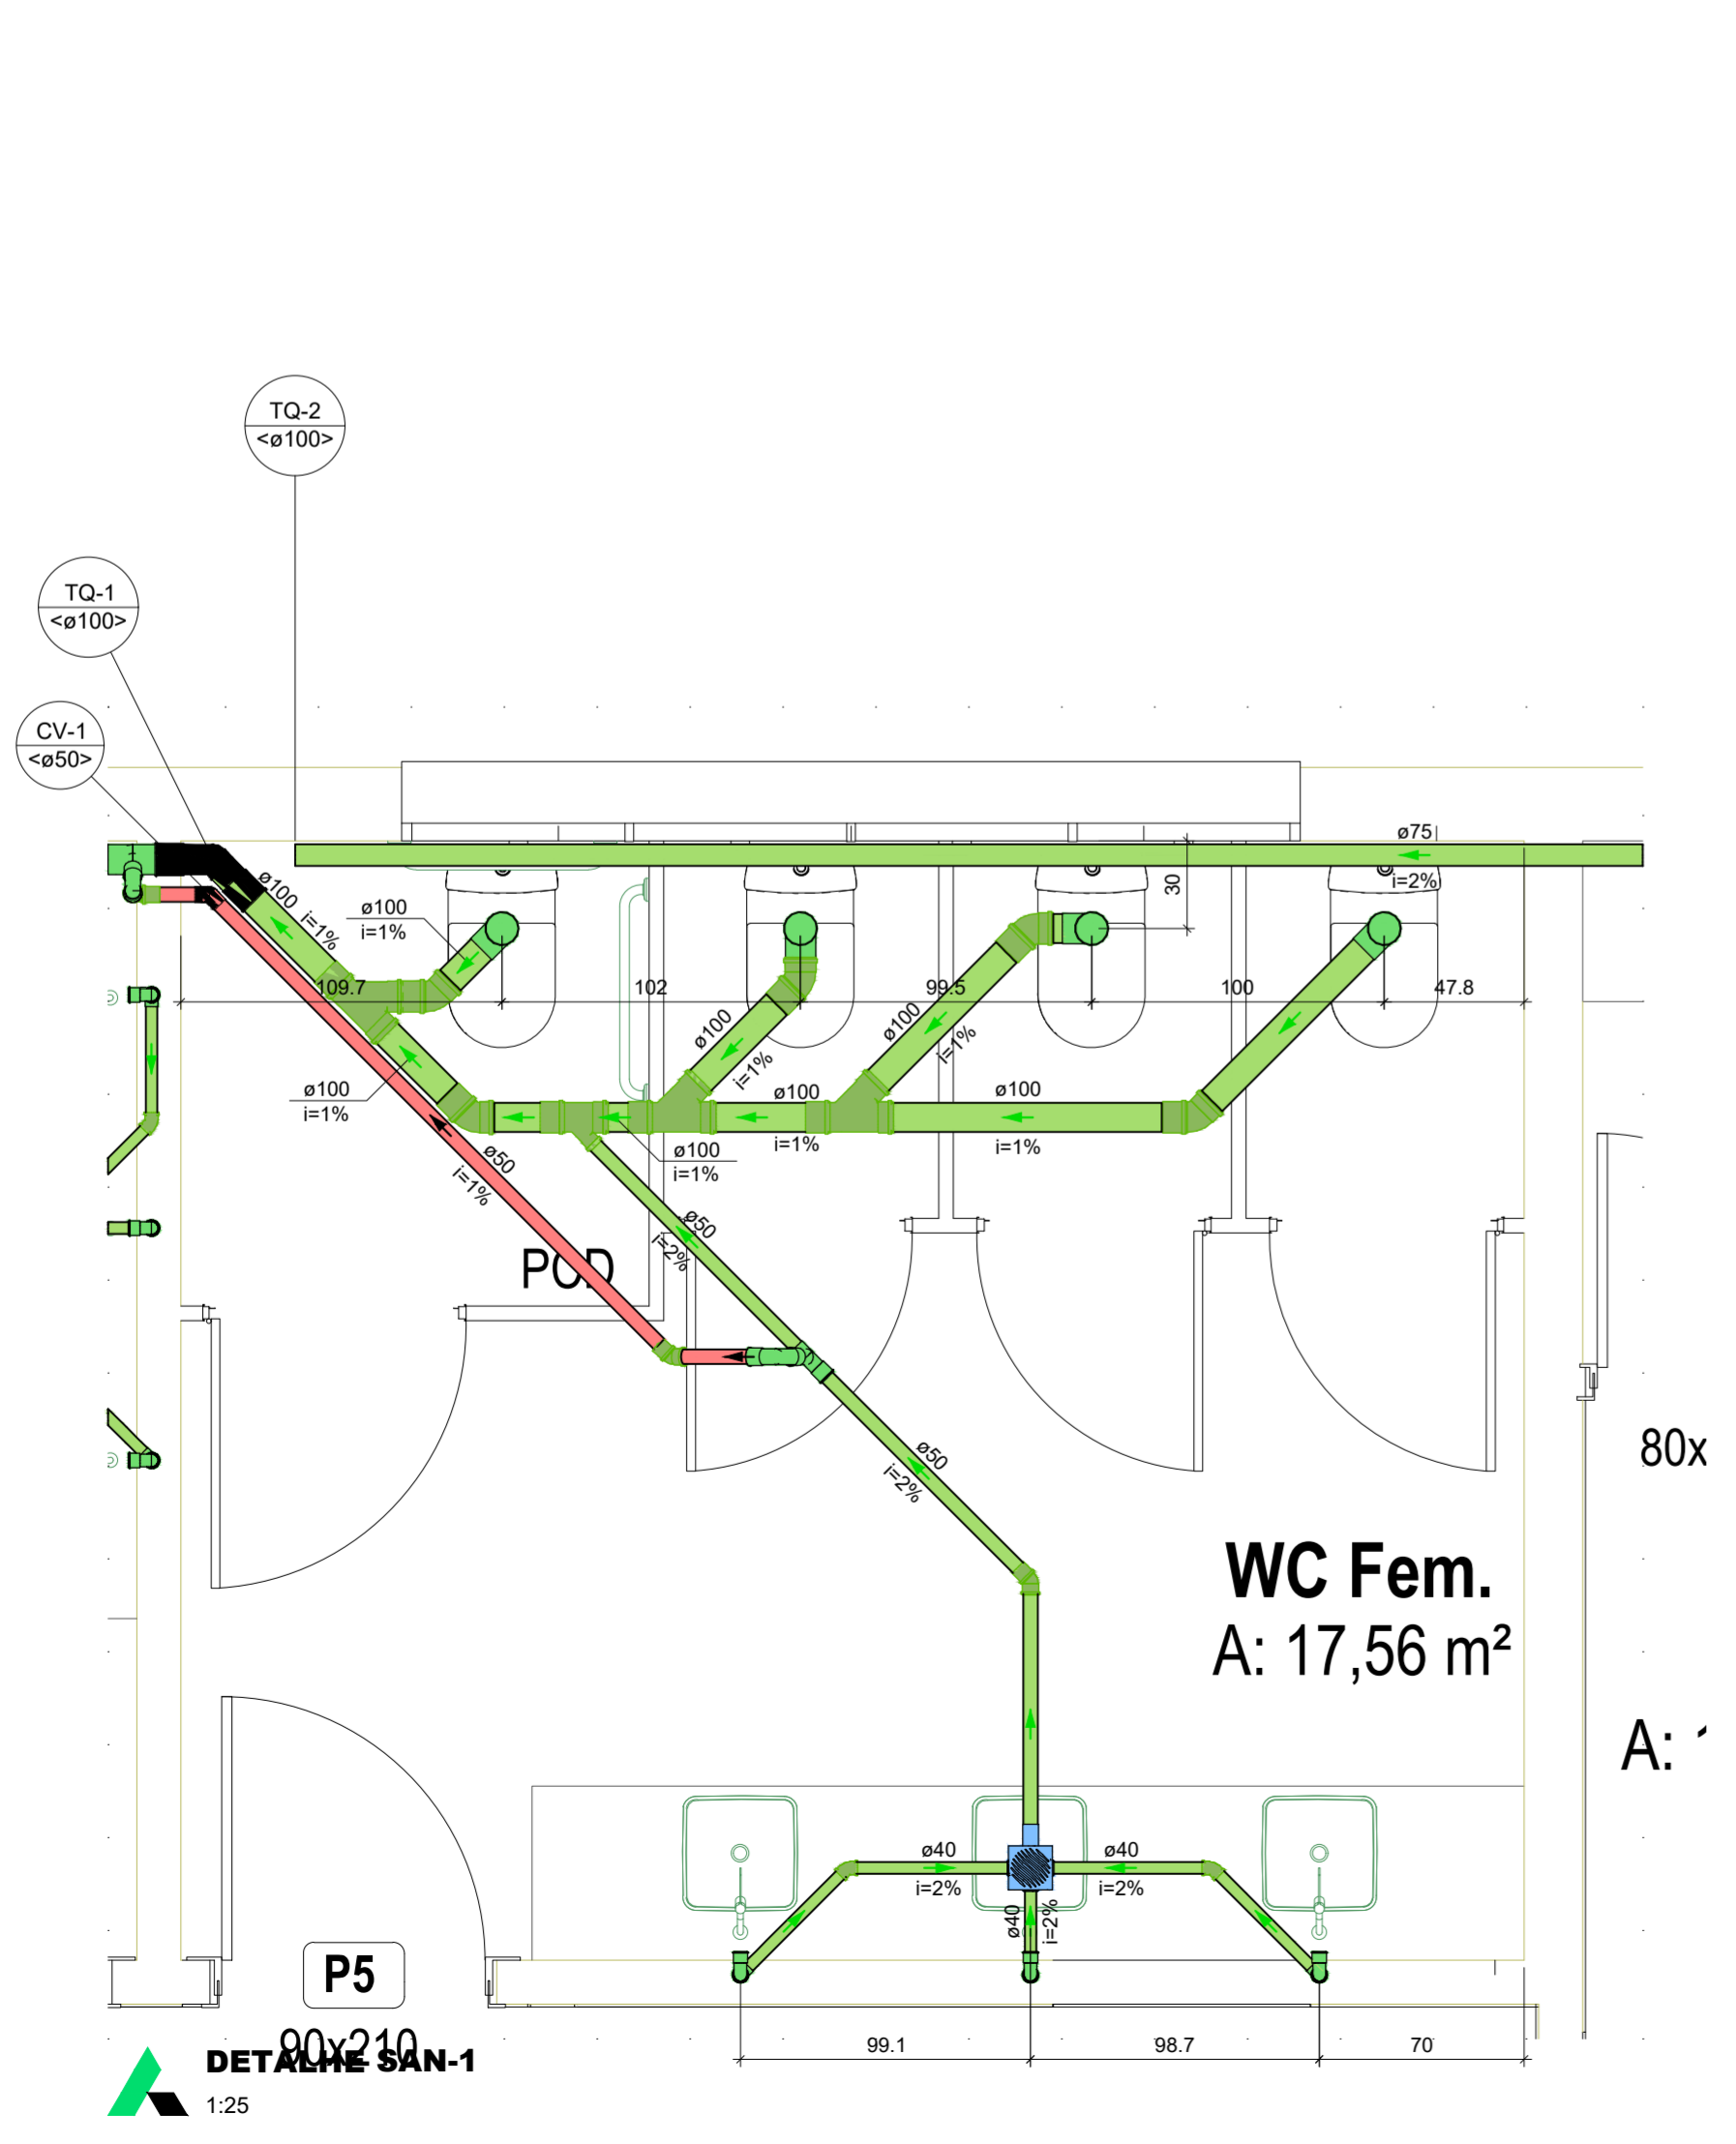 TQ-2
<ø100>
TQ-1
<ø100>
CV-1
<ø50>
ø75
i=2%
30
ø100
i=1%
ø100
i=1%
109.7
102
99.5
100
47.8
ø100
i=1%
ø100
i=1%
ø100
i=1%
ø100
i=1%
ø100
i=1%
ø100
i=1%
ø50
i=1%
ø50
i=2%
PCD
ø50
i=2%
80x
WC Fem.
A: 17,56 m²
A:
ø40
i=2%
ø40
i=2%
ø40
i=2%
P5
90x210
99.1
98.7
70
DETALHE SAN-1
1:25